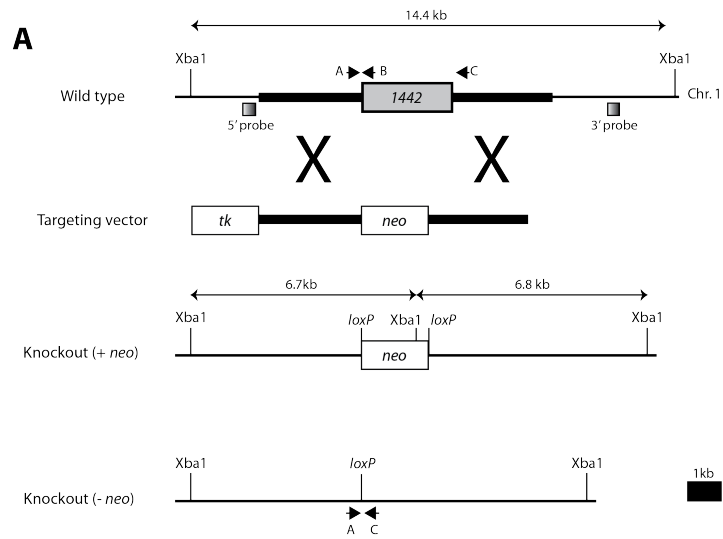 A
14.4 kb
Xba1 Xba1
A B C
Wild type 1442 Chr. 1
5' probe 3' probe
X X
Targeting vector tk neo
6.7kb 6.8 kb
Xba1 loxP Xba1 loxP Xba1
Knockout (+ neo) neo
Xba1 loxP Xba1 1kb
Knockout (- neo)
A C